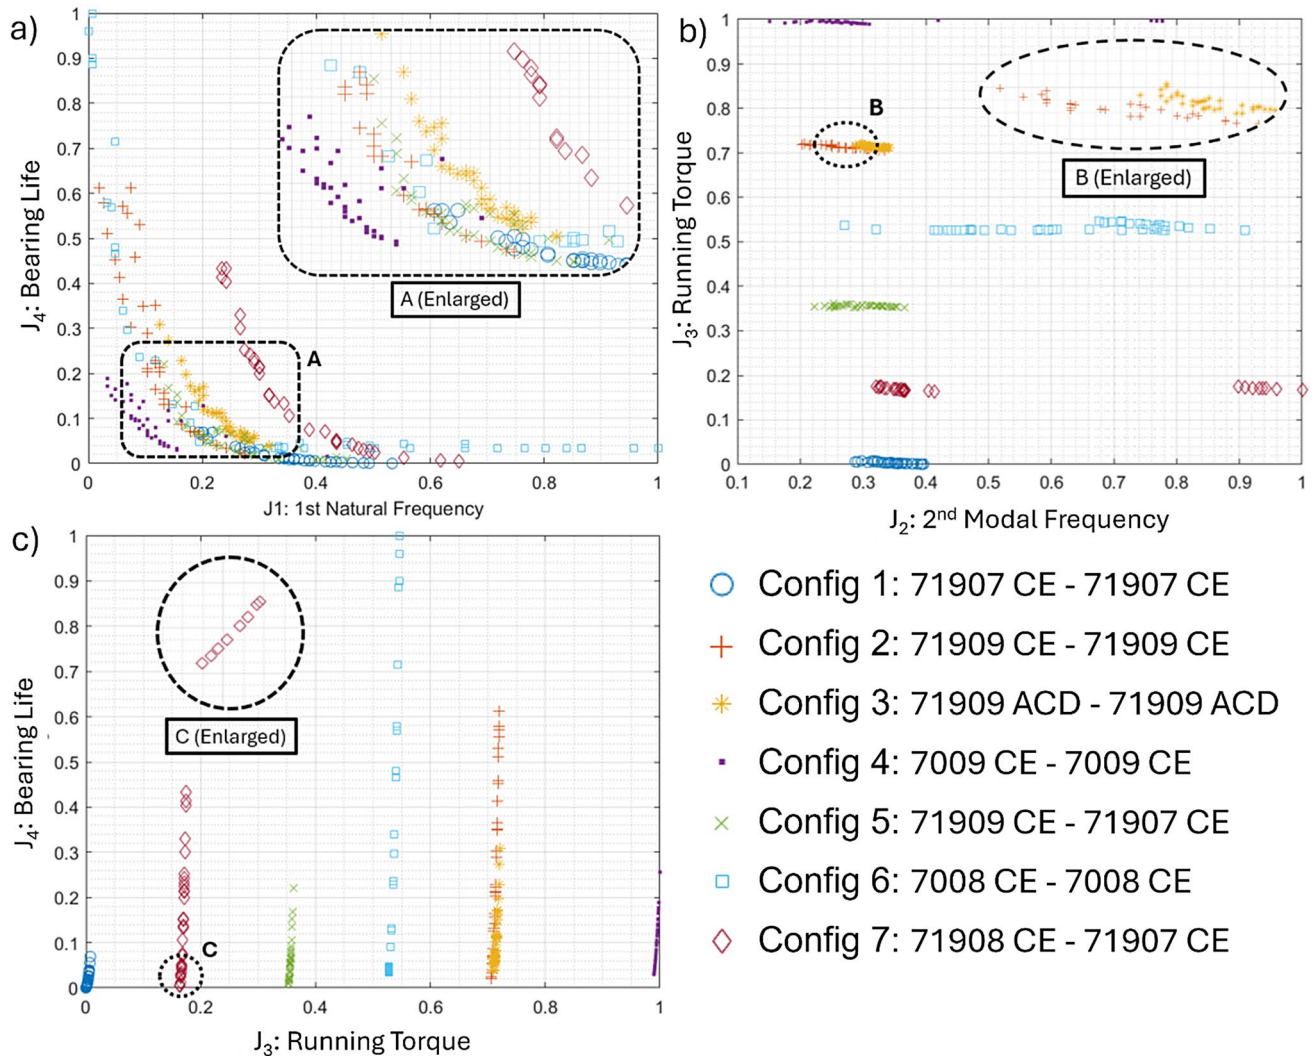 a)
1
0.9
0.8
0.7
0.6
0.5
0.4
0.3
0.2
0.1
0
J₄: Bearing Life
0 0.2 0.4 0.6 0.8 1
J1: 1st Natural Frequency
A
A (Enlarged)
b)
1
0.9
0.8
0.7
0.6
0.5
0.4
0.3
0.2
0.1
0
J₃: Running Torque
0.1 0.2 0.3 0.4 0.5 0.6 0.7 0.8 0.9 1
J₂: 2ⁿᵈ Modal Frequency
B
B (Enlarged)
c)
1
0.9
0.8
0.7
0.6
0.5
0.4
0.3
0.2
0.1
0
J₄: Bearing Life
0 0.2 0.4 0.6 0.8 1
J₃: Running Torque
C (Enlarged)
C
Config 1: 71907 CE - 71907 CE
Config 2: 71909 CE - 71909 CE
Config 3: 71909 ACD - 71909 ACD
Config 4: 7009 CE - 7009 CE
Config 5: 71909 CE - 71907 CE
Config 6: 7008 CE - 7008 CE
Config 7: 71908 CE - 71907 CE